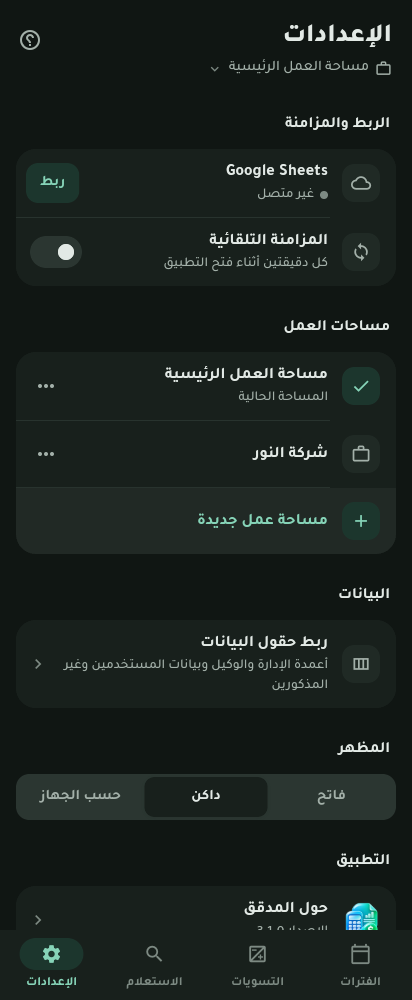 الإعدادات
مساحة العمل الرئيسية
الربط والمزامنة
Google Sheets
غير متصل
ربط
المزامنة التلقائية
كل دقيقتين أثناء فتح التطبيق
مساحات العمل
مساحة العمل الرئيسية
المساحة الحالية
شركة النور
مساحة عمل جديدة
البيانات
ربط حقول البيانات
أعمدة الإدارة والوكيل وبيانات المستخدمين وغير
المذكورين
المظهر
فاتح
داكن
حسب الجهاز
التطبيق
حول المدقق
الفترات
التسويات
الاستعلام
الإعدادات